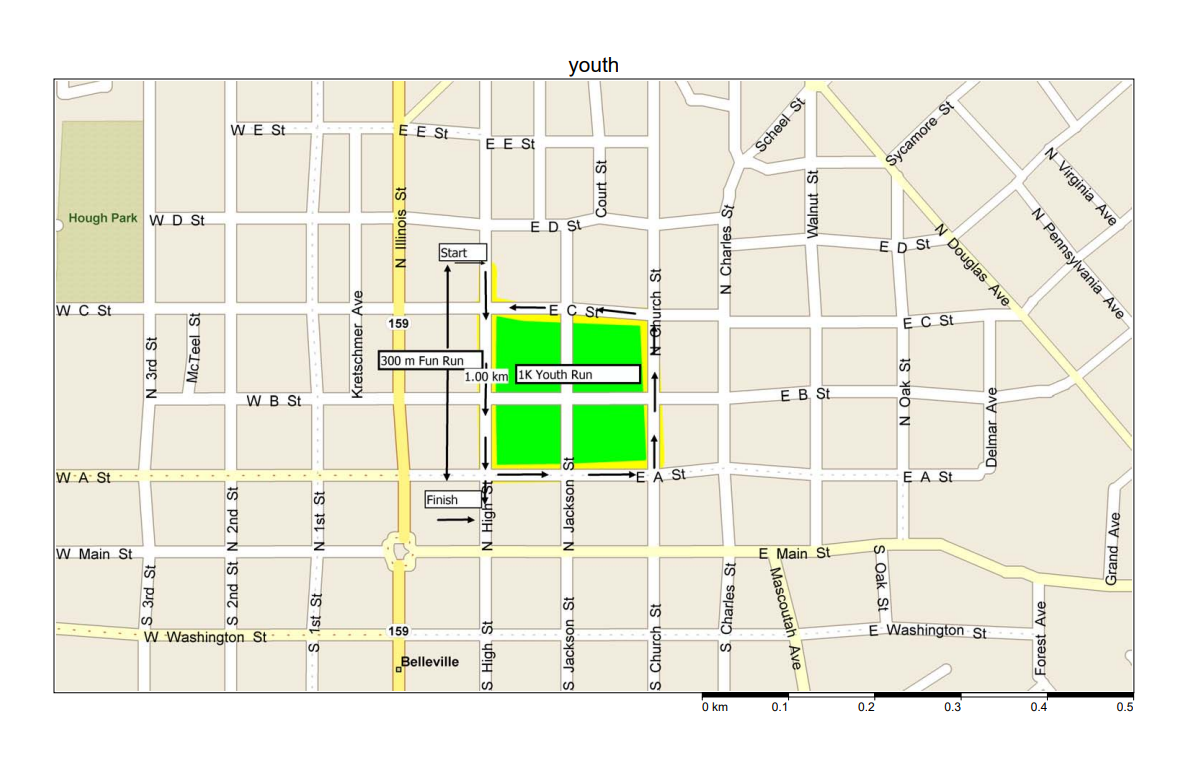 youth
W E St
E E St
E E St
Scheel St
Sycamore St
N Virginia Ave
Hough Park
W D St
N Illinois St
Court St
E D St
Walnut St
N Charles St
E D St
N Douglas Ave
N Pennsylvania Ave
Start
W C St
Kretschmer Ave
159
E C St
N Church St
E C St
N 3rd St
McTeel St
300 m Fun Run
1.00 km
1K Youth Run
W B St
E B St
N Oak St
Delmar Ave
W A St
E A St
E A St
Finish
N 2nd St
N 1st St
N High St
N Jackson St
W Main St
E Main St
Grand Ave
S 3rd St
S 2nd St
S 1st St
S Charles St
Mascoutah Ave
S Oak St
W Washington St
159
E Washington St
Forest Ave
S High St
S Jackson St
S Church St
Belleville
0 km 0.1 0.2 0.3 0.4 0.5